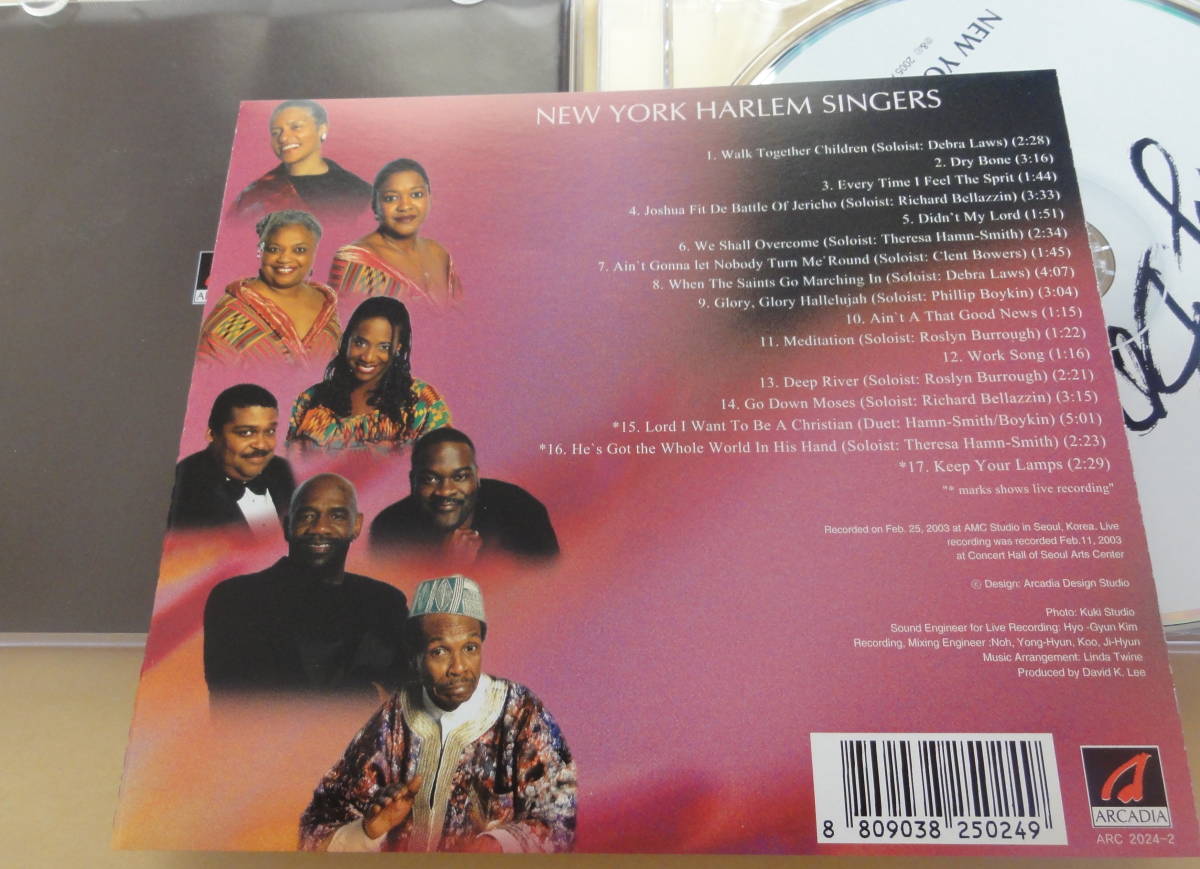 NEW YO
℗&© 2005
NEW YORK HARLEM SINGERS
1. Walk Together Children (Soloist: Debra Laws) (2:28)
2. Dry Bone (3:16)
3. Every Time I Feel The Sprit (1:44)
4. Joshua Fit De Battle Of Jericho (Soloist: Richard Bellazzin) (3:33)
5. Didn`t My Lord (1:51)
6. We Shall Overcome (Soloist: Theresa Hamn-Smith) (2:34)
7. Ain`t Gonna let Nobody Turn Me`Round (Soloist: Clent Bowers) (1:45)
8. When The Saints Go Marching In (Soloist: Debra Laws) (4:07)
9. Glory, Glory Hallelujah (Soloist: Phillip Boykin) (3:04)
10. Ain`t A That Good News (1:15)
11. Meditation (Soloist: Roslyn Burrough) (1:22)
12. Work Song (1:16)
13. Deep River (Soloist: Roslyn Burrough) (2:21)
14. Go Down Moses (Soloist: Richard Bellazzin) (3:15)
*15. Lord I Want To Be A Christian (Duet: Hamn-Smith/Boykin) (5:01)
*16. He`s Got the Whole World In His Hand (Soloist: Theresa Hamn-Smith) (2:23)
*17. Keep Your Lamps (2:29)
"* marks shows live recording"
Recorded on Feb. 25, 2003 at AMC Studio in Seoul, Korea. Live
recording was recorded Feb.11, 2003
at Concert Hall of Seoul Arts Center
© Design: Arcadia Design Studio
Photo: Kuki Studio
Sound Engineer for Live Recording: Hyo -Gyun Kim
Recording, Mixing Engineer :Noh, Yong-Hyun, Koo, Ji-Hyun
Music Arrangement: Linda Twine
Produced by David K. Lee
8 809038 250249
ARCADIA
ARC 2024-2